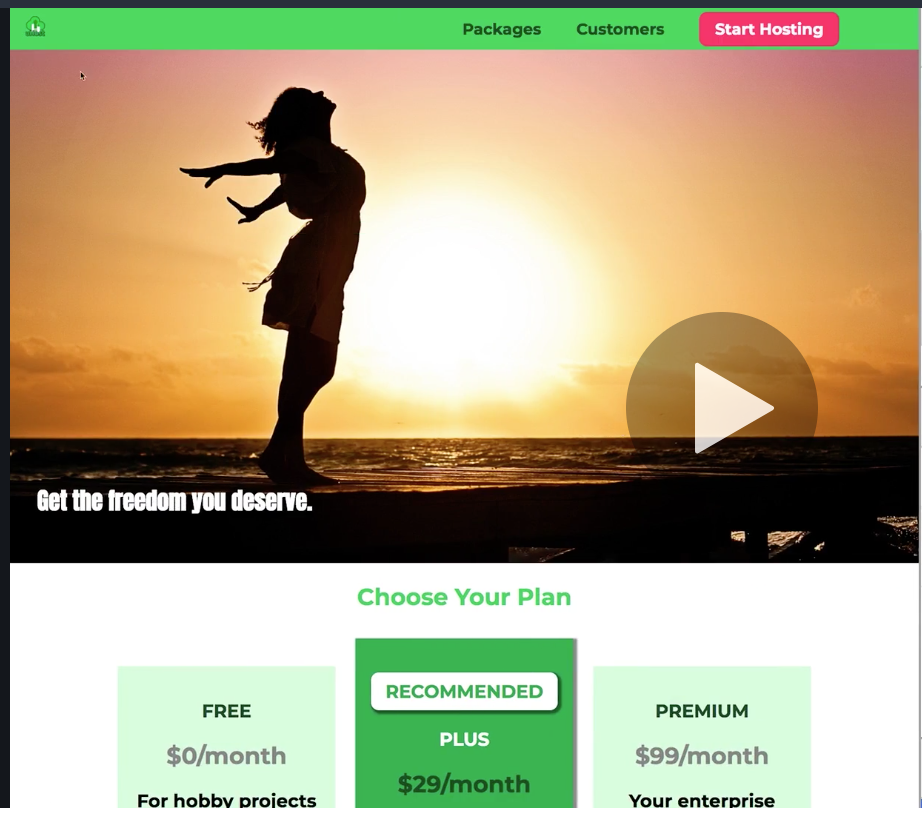 Packages
Customers
Start Hosting
Get the freedom you deserve.
Choose Your Plan
FREE
$0/month
For hobby projects
RECOMMENDED
PLUS
$29/month
PREMIUM
$99/month
Your enterprise